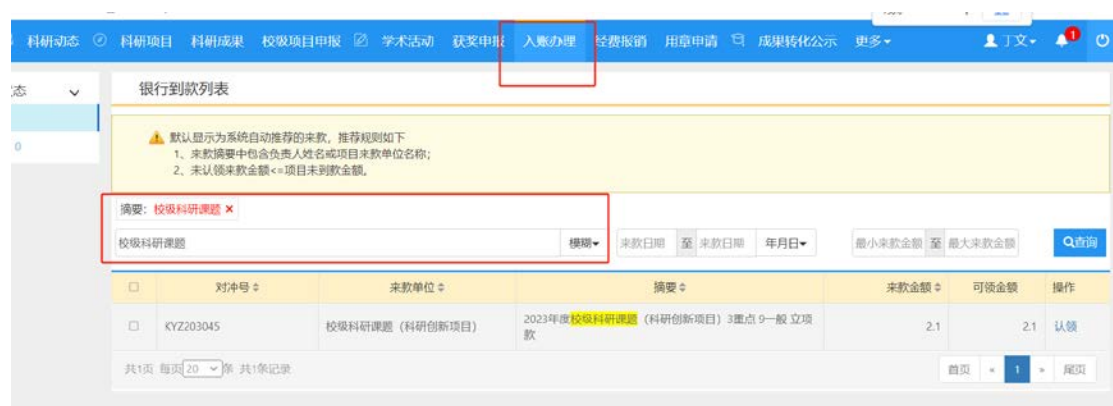 科研动态 科研项目 科研成果 校级项目申报 学术活动 获奖申报 入账办理 经费报销 用章申请 成果转化公示 更多 丁文 1
态
银行到款列表
0
默认显示为系统自动推荐的来款，推荐规则如下
1、来款摘要中包含负责人姓名或项目来款单位名称；
2、未认领来款金额<=项目未到款金额。
摘要：校级科研课题 ×
校级科研课题 模糊 来款日期 至 来款日期 年月日 最小来款金额 至 最大来款金额 查询
对冲号 来款单位 摘要 来款金额 可领金额 操作
KYZ203045 校级科研课题（科研创新项目） 2023年度校级科研课题（科研创新项目）3重点 9一般 立项 2.1 2.1 认领
款
共1页 每页 20 条 共1条记录 首页 « 1 » 尾页